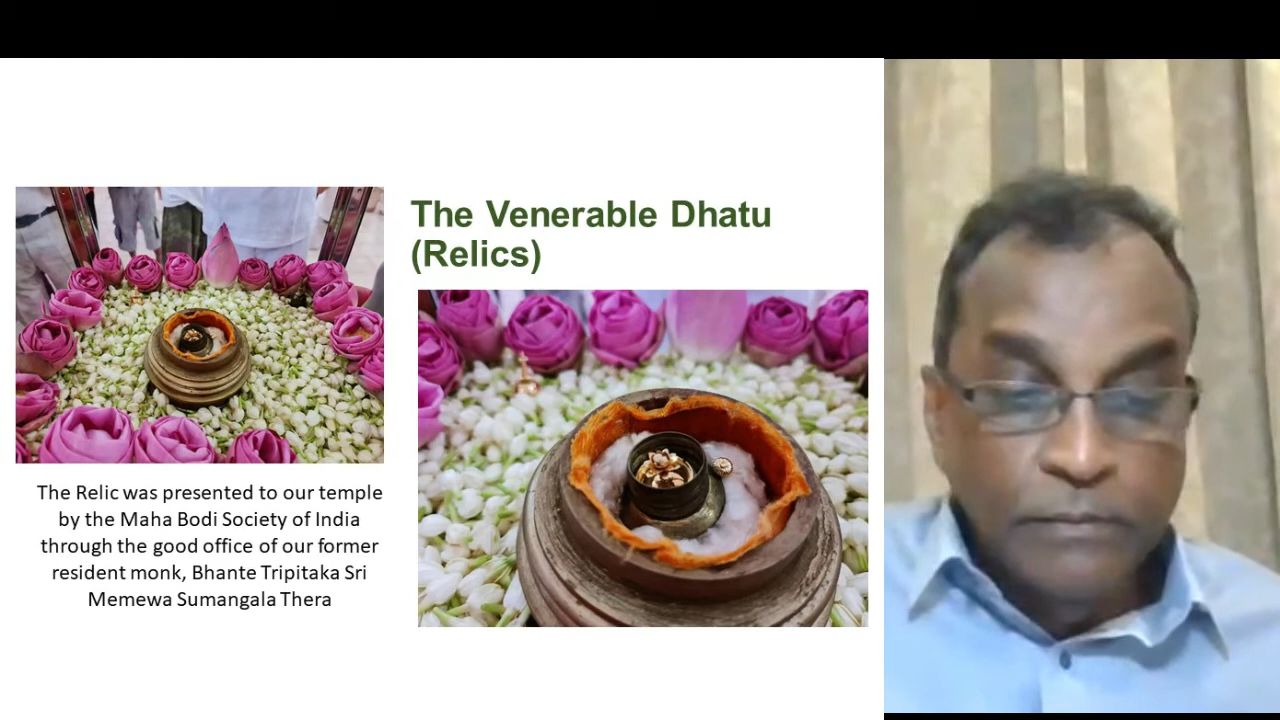 The Venerable Dhatu
(Relics)
The Relic was presented to our temple
by the Maha Bodi Society of India
through the good office of our former
resident monk, Bhante Tripitaka Sri
Memewa Sumangala Thera